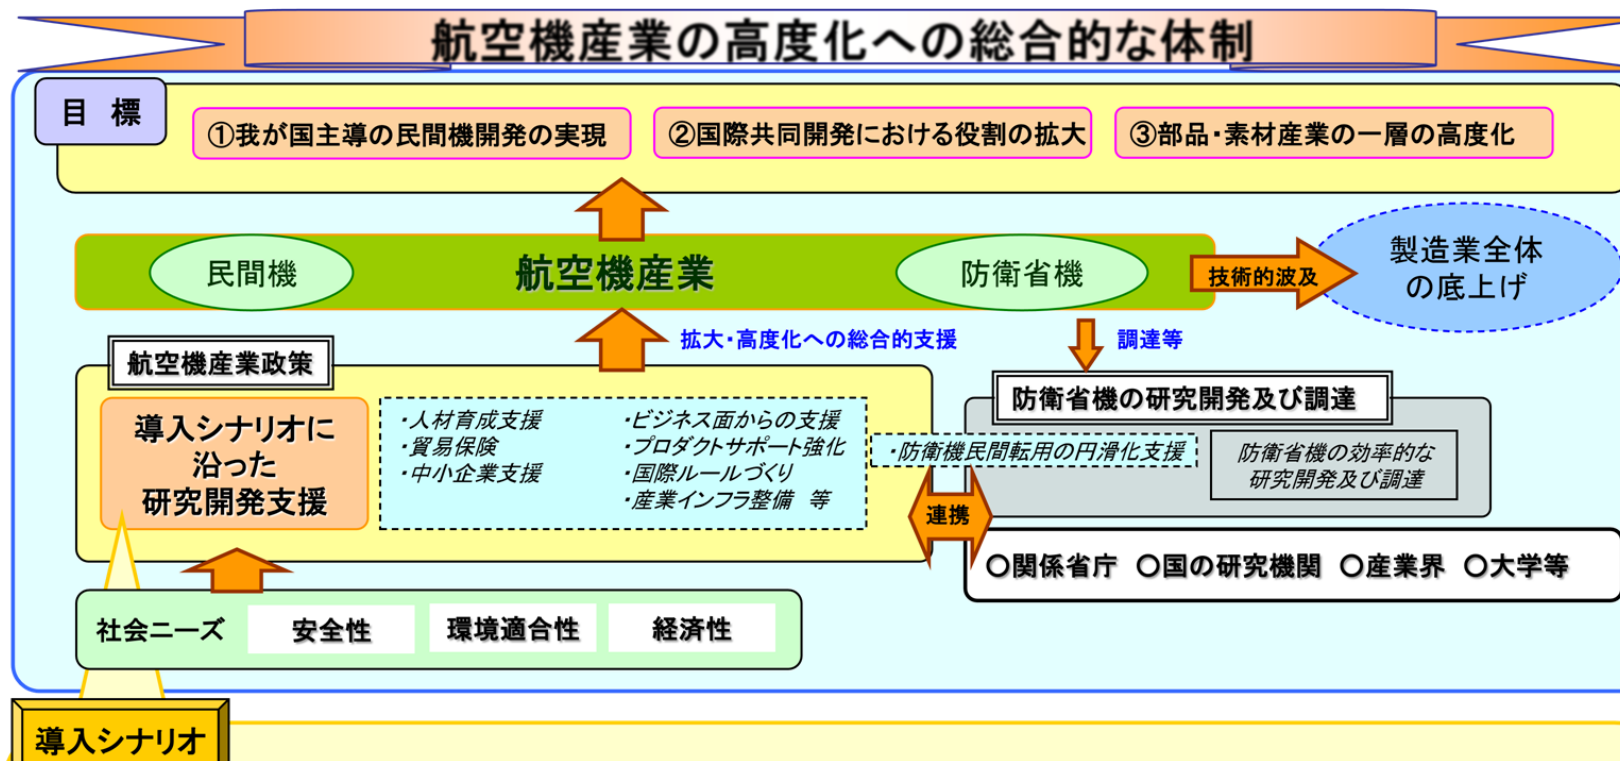 航空機産業の高度化への総合的な体制
目 標
①我が国主導の民間機開発の実現
②国際共同開発における役割の拡大
③部品・素材産業の一層の高度化
民間機
航空機産業
防衛省機
技術的波及
製造業全体
の底上げ
拡大・高度化への総合的支援
調達等
航空機産業政策
導入シナリオに
沿った
研究開発支援
・人材育成支援
・貿易保険
・中小企業支援
・ビジネス面からの支援
・プロダクトサポート強化
・国際ルールづくり
・産業インフラ整備 等
防衛省機の研究開発及び調達
・防衛機民間転用の円滑化支援
防衛省機の効率的な
研究開発及び調達
連携
○関係省庁 ○国の研究機関 ○産業界 ○大学等
社会ニーズ
安全性
環境適合性
経済性
導入シナリオ